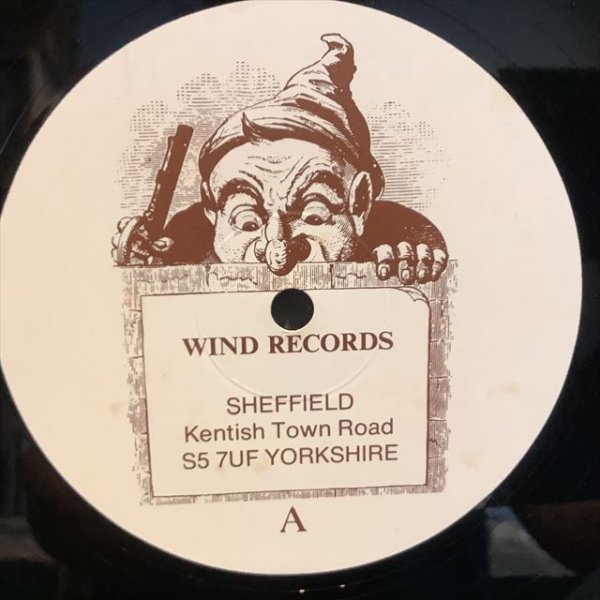 WIND RECORDS
SHEFFIELD
Kentish Town Road
S5 7UF YORKSHIRE
A